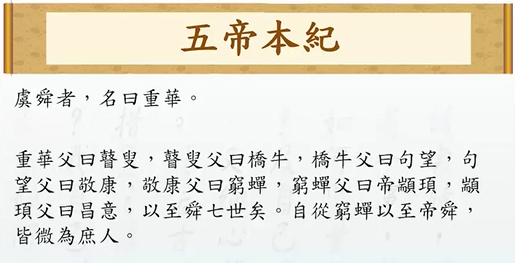 五帝本紀
虞舜者，名曰重華。
重華父曰瞽叟，瞽叟父曰橋牛，橋牛父曰句望，句
望父曰敬康，敬康父曰窮蟬，窮蟬父曰帝顓頊，顓
頊父曰昌意，以至舜七世矣。自從窮蟬以至帝舜，
皆微為庶人。